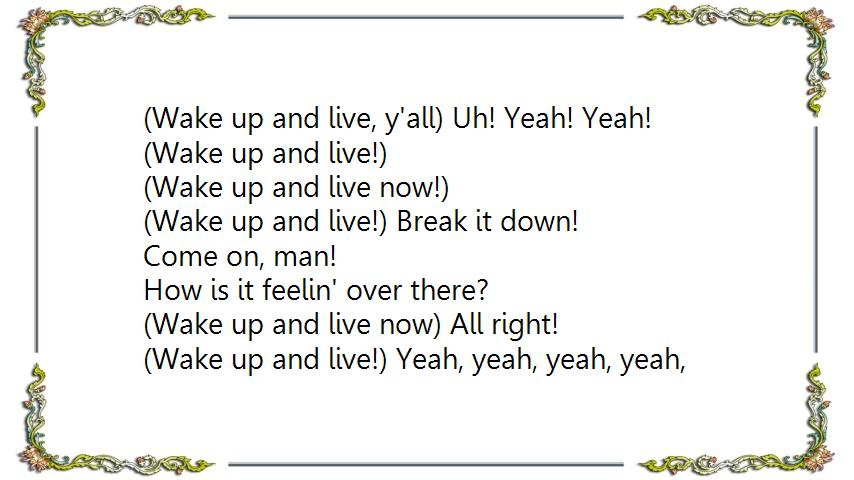 (Wake up and live, y'all) Uh! Yeah! Yeah!
(Wake up and live!)
(Wake up and live now!)
(Wake up and live!) Break it down!
Come on, man!
How is it feelin' over there?
(Wake up and live now) All right!
(Wake up and live!) Yeah, yeah, yeah, yeah,